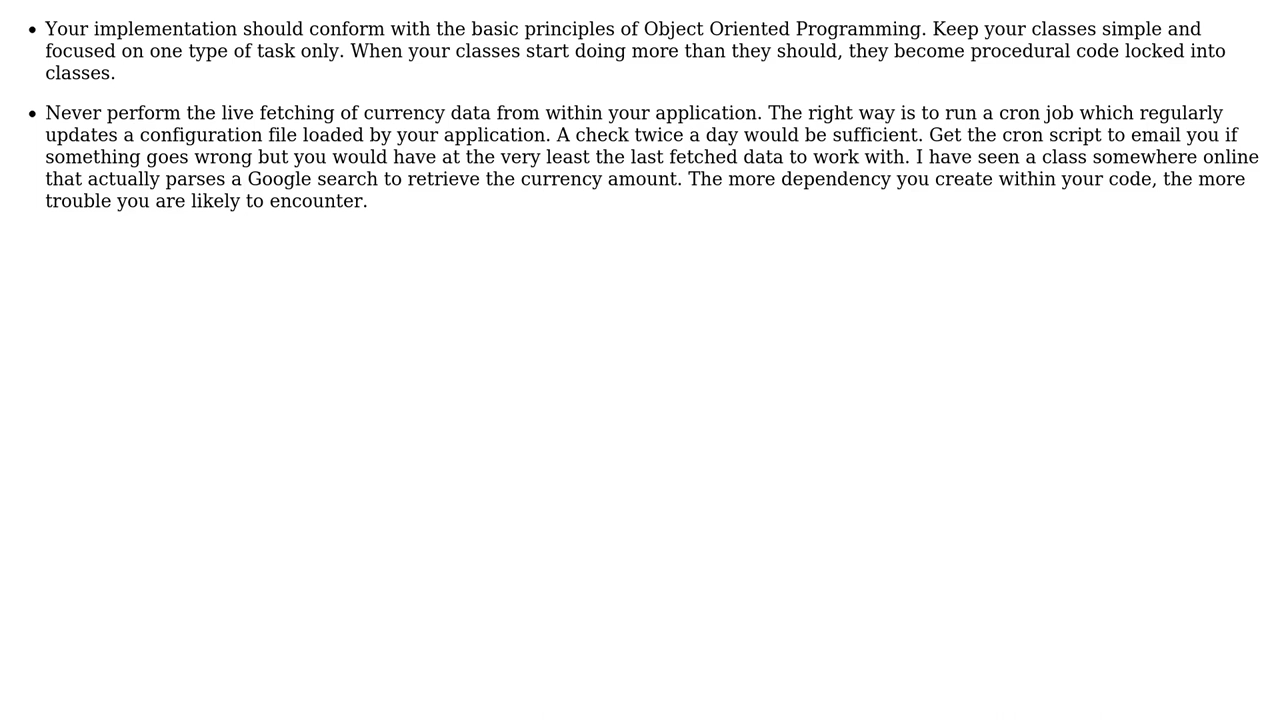 • Your implementation should conform with the basic principles of Object Oriented Programming. Keep your classes simple and
focused on one type of task only. When your classes start doing more than they should, they become procedural code locked into
classes.
• Never perform the live fetching of currency data from within your application. The right way is to run a cron job which regularly
updates a configuration file loaded by your application. A check twice a day would be sufficient. Get the cron script to email you if
something goes wrong but you would have at the very least the last fetched data to work with. I have seen a class somewhere online
that actually parses a Google search to retrieve the currency amount. The more dependency you create within your code, the more
trouble you are likely to encounter.